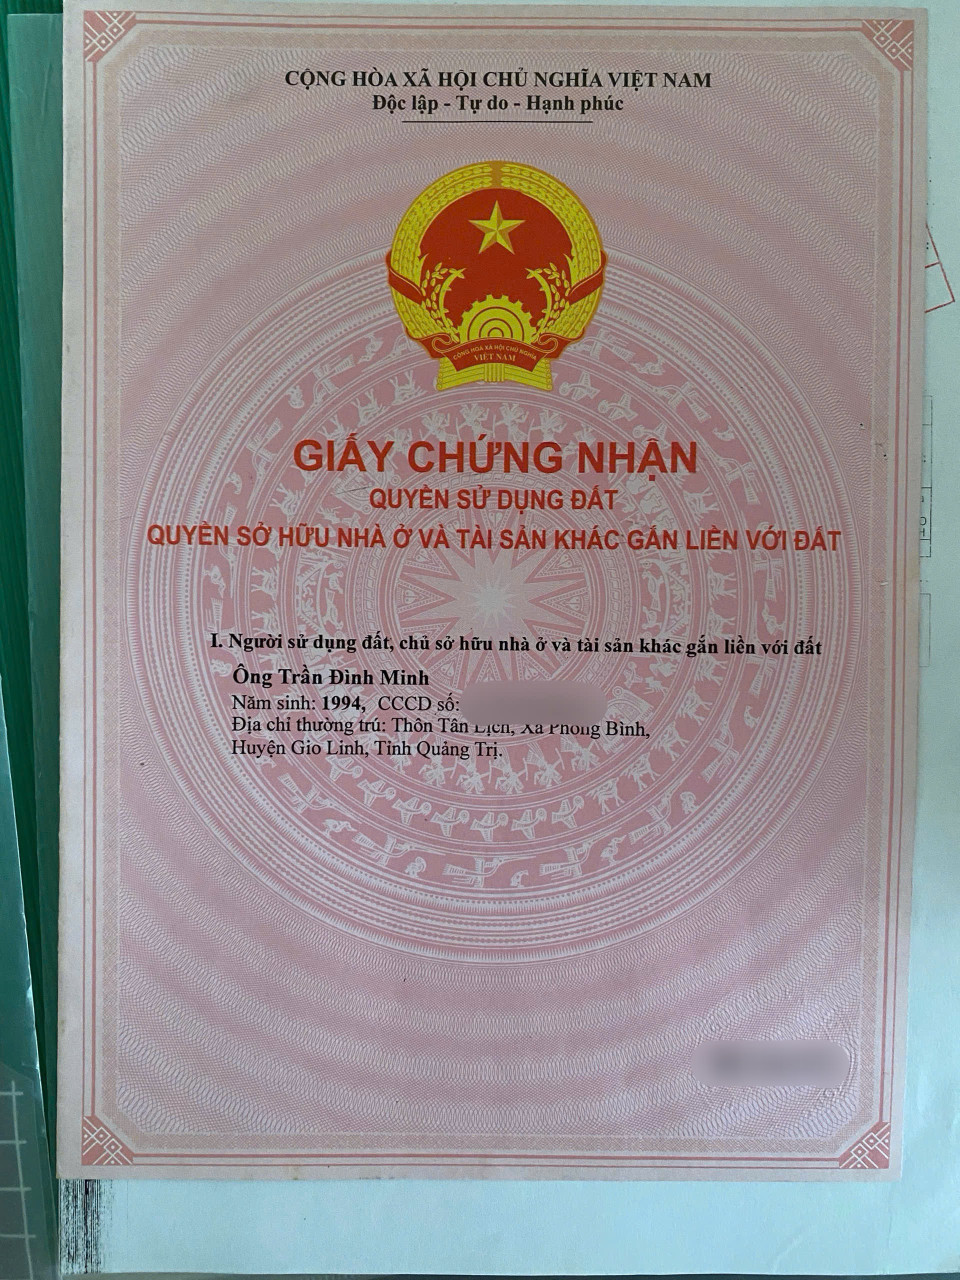 CỘNG HÒA XÃ HỘI CHỦ NGHĨA VIỆT NAM
Độc lập - Tự do - Hạnh phúc
CỘNG HÒA XÃ HỘI CHỦ NGHĨA
VIỆT NAM
GIẤY CHỨNG NHẬN
QUYỀN SỬ DỤNG ĐẤT
QUYỀN SỞ HỮU NHÀ Ở VÀ TÀI SẢN KHÁC GẮN LIỀN VỚI ĐẤT
I. Người sử dụng đất, chủ sở hữu nhà ở và tài sản khác gắn liền với đất
Ông Trần Đình Minh
Năm sinh: 1994, CCCD số:
Địa chỉ thường trú: Thôn Tân Lịch, Xã Phong Bình,
Huyện Gio Linh, Tỉnh Quảng Trị.